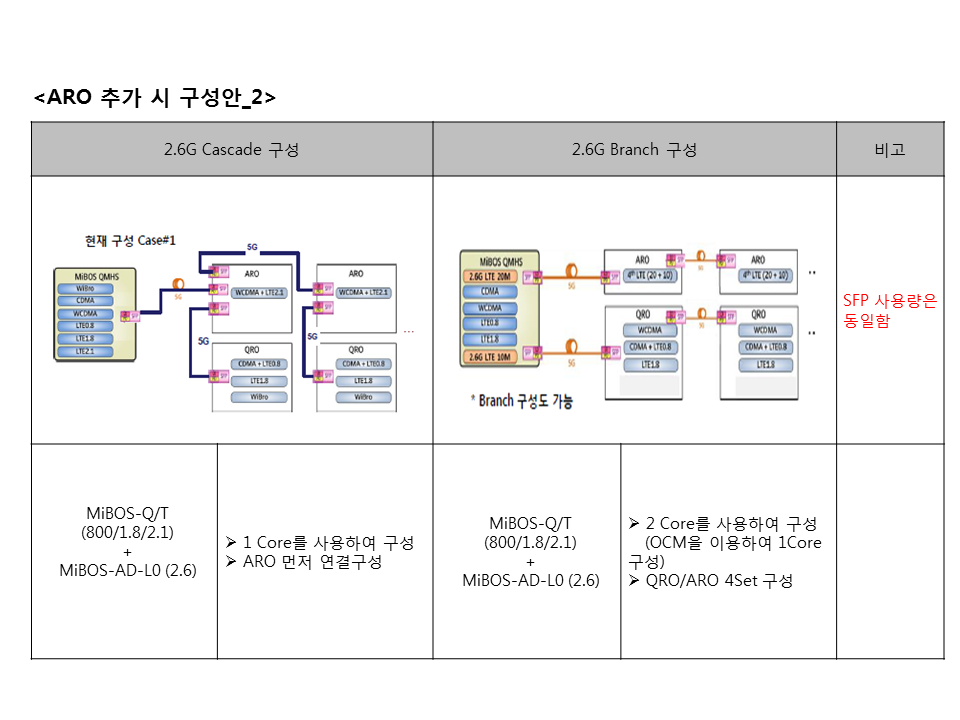 <ARO 추가 시 구성안_2>
2.6G Cascade 구성
2.6G Branch 구성
비고
현재 구성 Case#1
MiBOS QMHS
WiBro
CDMA
WCDMA
LTE0.8
LTE1.8
LTE2.1
SFP
5G
5G
SFP
SFP
SFP
ARO
WCDMA + LTE2.1
5G
SFP
QRO
CDMA + LTE0.8
LTE1.8
WiBro
SFP
SFP
ARO
WCDMA + LTE2.1
...
5G
SFP
QRO
CDMA + LTE0.8
LTE1.8
WiBro
MiBOS QMHS
2.6G LTE 20M
CDMA
WCDMA
LTE0.8
LTE1.8
2.6G LTE 10M
SFP
SFP
5G
5G
SFP
ARO
4th LTE (20 + 10)
SFP
5G
SFP
ARO
4th LTE (20 + 10)
..
SFP
QRO
WCDMA
CDMA + LTE0.8
LTE1.8
SFP
5G
SFP
QRO
WCDMA
CDMA + LTE0.8
LTE1.8
..
* Branch 구성도 가능
SFP 사용량은
동일함
MiBOS-Q/T
(800/1.8/2.1)
+
MiBOS-AD-L0 (2.6)
➢ 1 Core를 사용하여 구성
➢ ARO 먼저 연결구성
MiBOS-Q/T
(800/1.8/2.1)
+
MiBOS-AD-L0 (2.6)
➢ 2 Core를 사용하여 구성
(OCM을 이용하여 1Core
구성)
➢ QRO/ARO 4Set 구성